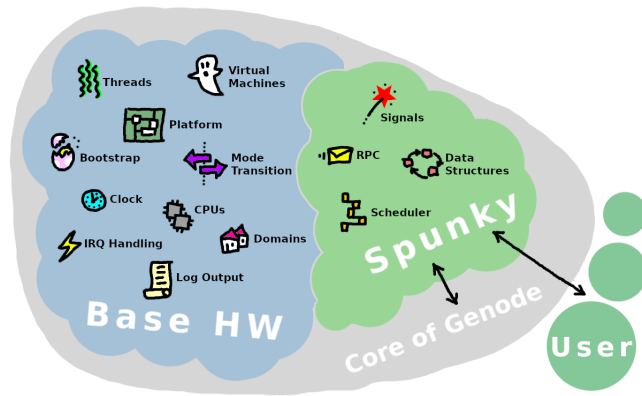 Threads
Virtual
Machines
Platform
Bootstrap
Mode
Transition
Clock
CPUs
IRQ Handling
Domains
Log Output
Base HW
Signals
RPC
Data
Structures
Scheduler
Spunky
Core of Genode
User